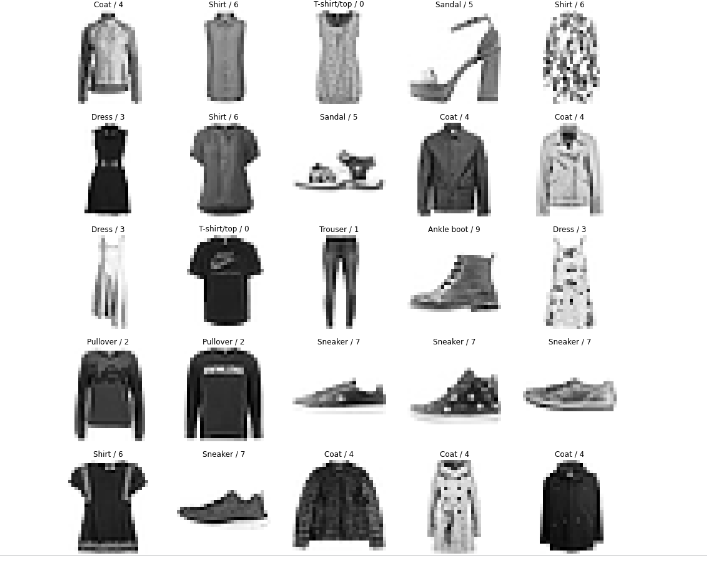 Coat / 4
Shirt / 6
T-shirt/top / 0
Sandal / 5
Shirt / 6
Dress / 3
Shirt / 6
Sandal / 5
Coat / 4
Coat / 4
Dress / 3
T-shirt/top / 0
Trouser / 1
Ankle boot / 9
Dress / 3
Pullover / 2
Pullover / 2
Sneaker / 7
Sneaker / 7
Sneaker / 7
Shirt / 6
Sneaker / 7
Coat / 4
Coat / 4
Coat / 4